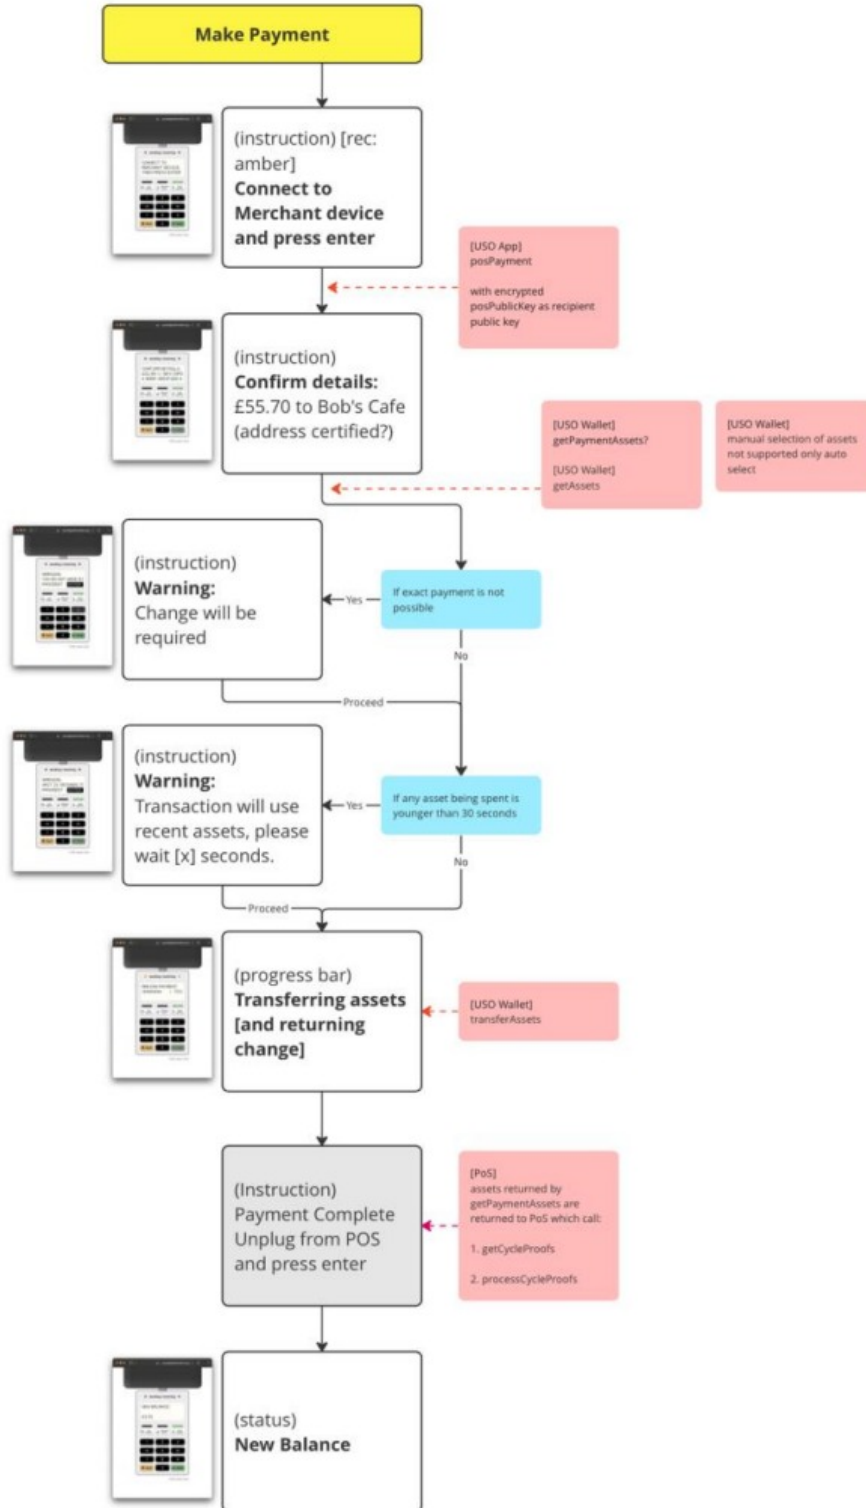 Make Payment
(instruction) [rec:
amber]
Connect to
Merchant device
and press enter
[USO App]
posPayment
with encrypted
posPublicKey as recipient
public key
(instruction)
Confirm details:
£55.70 to Bob's Cafe
(address certified?)
[USO Wallet]
getPaymentAssets?
[USO Wallet]
getAssets
[USO Wallet]
manual selection of assets
not supported only auto
select
(instruction)
Warning:
Change will be
required
Yes
If exact payment is not
possible
No
Proceed
(instruction)
Warning:
Transaction will use
recent assets, please
wait [x] seconds.
Yes
If any asset being spent is
younger than 30 seconds
No
Proceed
(progress bar)
Transferring assets
[and returning
change]
[USO Wallet]
transferAssets
(Instruction)
Payment Complete
Unplug from POS
and press enter
[PoS]
assets returned by
getPaymentAssets are
returned to PoS which call:
1. getCycleProofs
2. processCycleProofs
(status)
New Balance